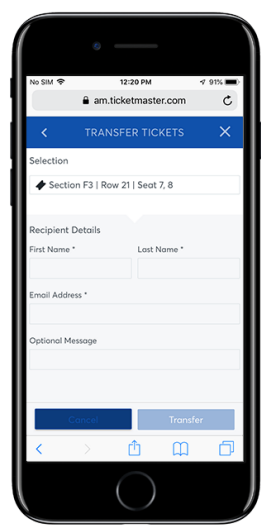 No SIM 12:20 PM 91%
am.ticketmaster.com
TRANSFER TICKETS
Selection
Section F3 | Row 21 | Seat 7, 8
Recipient Details
First Name * Last Name *
Email Address *
Optional Message
Cancel Transfer